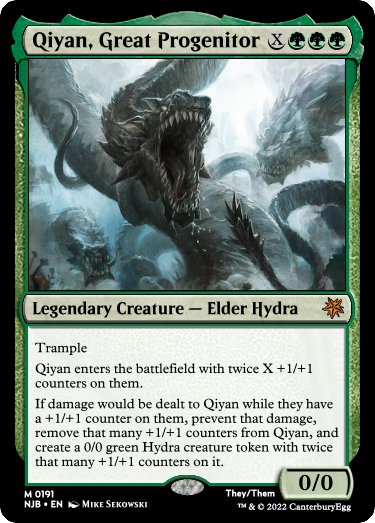 Qiyan, Great Progenitor X
Legendary Creature — Elder Hydra
Trample
Qiyan enters the battlefield with twice X +1/+1
counters on them.
If damage would be dealt to Qiyan while they have
a +1/+1 counter on them, prevent that damage,
remove that many +1/+1 counters from Qiyan, and
create a 0/0 green Hydra creature token with twice
that many +1/+1 counters on it.
0/0
M 0191
NJB • EN Mike Sekowski
They/Them
™ & © 2022 CanterburyEgg